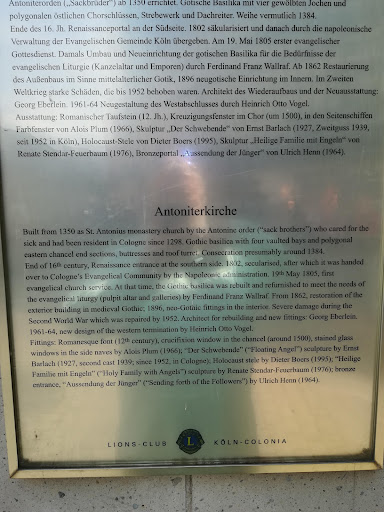 Antoniterorden („Sackbrüder") ab 1350 errichtet. Gotische Basilika mit vier gewölbten Jochen und
polygonalen östlichen Chorschlüssen, Strebewerk und Dachreiter. Weihe vermutlich 1384.
Ende des 16. Jh. Renaissanceportal an der Südseite. 1802 säkularisiert und danach durch die napoleonische
Verwaltung der Evangelischen Gemeinde Köln übergeben. Am 19. Mai 1805 erster evangelischer
Gottesdienst. Damals Umbau und Neueinrichtung der gotischen Basilika für die Bedürfnisse der
evangelischen Liturgie (Kanzelaltar und Emporen) durch Ferdinand Franz Wallraf. Ab 1862 Restaurierung
des Außenbaus im Sinne mittelalterlicher Gotik, 1896 neugotische Einrichtung im Innern. Im Zweiten
Weltkrieg starke Schäden, die bis 1952 behoben waren. Architekt des Wiederaufbaus und der Neuausstattung:
Georg Eberlein. 1961-64 Neugestaltung des Westabschlusses durch Heinrich Otto Vogel.
Ausstattung: Romanischer Taufstein (12. Jh.), Kreuzigungsfenster im Chor (um 1500), in den Seitenschiffen
Farbfenster von Alois Plum (1966), Skulptur „Der Schwebende" von Ernst Barlach (1927, Zweitguss 1939,
seit 1952 in Köln), Holocaust-Stele von Dieter Boers (1995), Skulptur „Heilige Familie mit Engeln" von
Renate Stendar-Feuerbaum (1976), Bronzeportal „Aussendung der Jünger" von Ulrich Henn (1964).
Antoniterkirche
Built from 1350 as St. Antonius monastery church by the Antonine order ("sack brothers") who cared for the
sick and had been resident in Cologne since 1298. Gothic basilica with four vaulted bays and polygonal
eastern chancel end sections, buttresses and roof turret. Consecration presumably around 1384.
End of 16th century, Renaissance entrance at the southern side. 1802, secularised, after which it was handed
over to Cologne's Evangelical Community by the Napoleonic administration. 19th May 1805, first
evangelical church service. At that time, the Gothic basilica was rebuilt and refurnished to meet the needs of
the evangelical liturgy (pulpit altar and galleries) by Ferdinand Franz Wallraf. From 1862, restoration of the
exterior building in medieval Gothic; 1896, neo-Gothic fittings in the interior. Severe damage during the
Second World War which was repaired by 1952. Architect for rebuilding and new fittings: Georg Eberlein.
1961-64, new design of the western termination by Heinrich Otto Vogel.
Fittings: Romanesque font (12th century), crucifixion window in the chancel (around 1500), stained glass
windows in the side naves by Alois Plum (1966); "Der Schwebende" ("Floating Angel") sculpture by Ernst
Barlach (1927, second cast 1939; since 1952, in Cologne); Holocaust stele by Dieter Boers (1995); "Heilige
Familie mit Engeln" ("Holy Family with Angels") sculpture by Renate Stendar-Feuerbaum (1976); bronze
entrance, "Aussendung der Jünger" ("Sending forth of the Followers") by Ulrich Henn (1964).
LIONS-CLUB L KÖLN-COLONIA